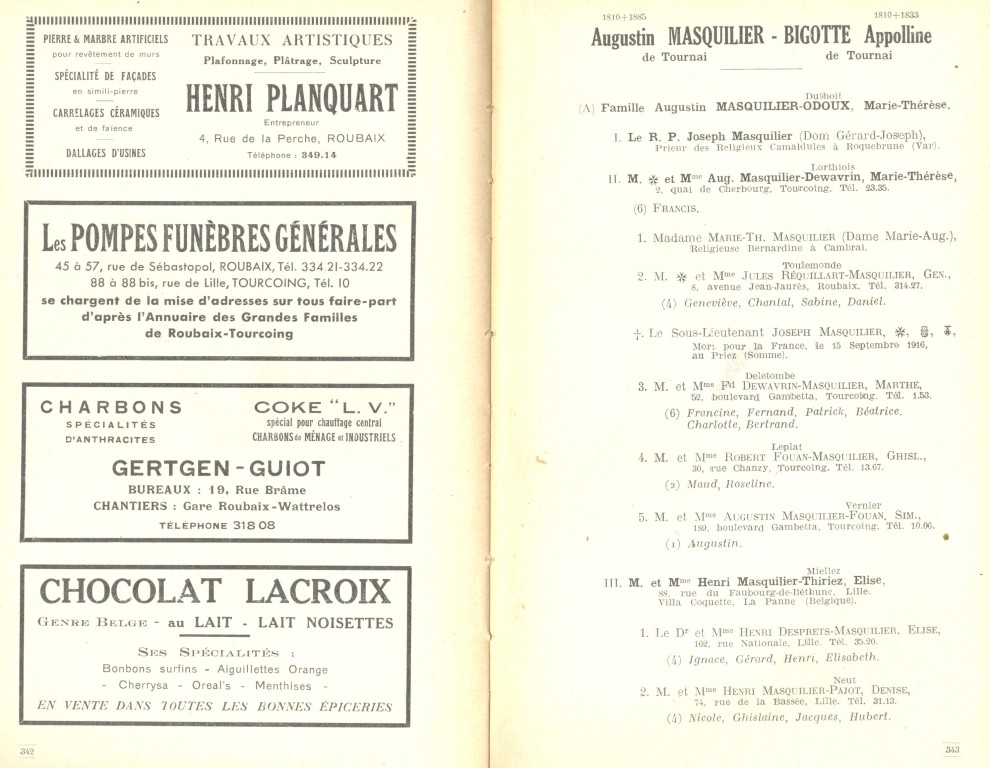 PIERRE & MARBRE ARTIFICIELS
pour revêtement de murs
SPÉCIALITÉ DE FAÇADES
en simili-pierre
CARRELAGES CÉRAMIQUES
et de faïence
DALLAGES D'USINES
TRAVAUX ARTISTIQUES
Plafonnage, Plâtrage, Sculpture
HENRI PLANQUART
Entrepreneur
4, Rue de la Perche, ROUBAIX
Téléphone : 349.14
Les POMPES FUNÈBRES GÉNÉRALES
45 à 57, rue de Sébastopol, ROUBAIX, Tél. 334.21-334.22
88 à 88 bis, rue de Lille, TOURCOING, Tél. 10
se chargent de la mise d'adresses sur tous faire-part
d'après l'Annuaire des Grandes Familles
de Roubaix-Tourcoing
CHARBONS
SPÉCIALITÉS
D'ANTHRACITES
COKE "L. V."
spécial pour chauffage central
CHARBONS de MÉNAGE et INDUSTRIELS
GERTGEN - GUIOT
BUREAUX : 19, Rue Brâme
CHANTIERS : Gare Roubaix-Wattrelos
TÉLÉPHONE 318 08
CHOCOLAT LACROIX
GENRE BELGE - au LAIT - LAIT NOISETTES
SES SPÉCIALITÉS :
Bonbons surfins - Aiguillettes Orange
- Cherrysa - Oreal's - Menthises -
EN VENTE DANS TOUTES LES BONNES ÉPICERIES
342
1810+1885 1810+1833
Augustin MASQUILIER - BIGOTTE Appolline
de Tournai de Tournai
Duthoit
(A) Famille Augustin MASQUILIER-ODOUX, Marie-Thérèse.
I. Le R. P. Joseph Masquilier (Dom Gérard-Joseph),
Prieur des Religieux Camaldules à Roquebrune (Var).
Lorthiois
II. M. ✻ et Mme Aug. Masquilier-Dewavrin, Marie-Thérèse,
2, quai de Cherbourg, Tourcoing. Tél. 23.35.
(6) FRANCIS.
1. Madame MARIE-TH. MASQUILIER (Dame Marie-Aug.),
Religieuse Bernardine à Cambrai.
Toulemonde
2. M. ✻ et Mme JULES RÉQUILLART-MASQUILIER, GEN.,
8, avenue Jean-Jaurès, Roubaix. Tél. 314.27.
(4) Geneviève, Chantal, Sabine, Daniel.
+. Le Sous-Lieutenant JOSEPH MASQUILIER, ✻,
Mort pour la France, le 15 Septembre 1916,
au Priez (Somme).
Deletombe
3. M. et Mme Fd DEWAVRIN-MASQUILIER, MARTHE,
52, boulevard Gambetta, Tourcoing. Tél. 1.53.
(6) Francine, Fernand, Patrick, Béatrice.
Charlotte, Bertrand.
Leplat
4. M. et Mme ROBERT FOUAN-MASQUILIER, GHISL.,
30, rue Chanzy, Tourcoing. Tél. 13.67.
(2) Maud, Roseline.
Vernier
5. M. et Mme AUGUSTIN MASQUILIER-FOUAN, SIM.,
189, boulevard Gambetta, Tourcoing. Tél. 10.06.
(1) Augustin.
Miellez
III. M. et Mme Henri Masquilier-Thiriez, Elise,
88, rue du Faubourg-de-Béthune, Lille.
Villa Coquette, La Panne (Belgique).
1. Le Dr et Mme HENRI DESPRETS-MASQUILIER, ELISE,
162, rue Nationale, Lille. Tél. 35.20.
(4) Ignace, Gérard, Henri, Elisabeth.
Neut
2. M. et Mme HENRI MASQUILIER-PAJOT, DENISE,
74, rue de la Bassée, Lille. Tél. 31.13.
(4) Nicole, Ghislaine, Jacques, Hubert.
343